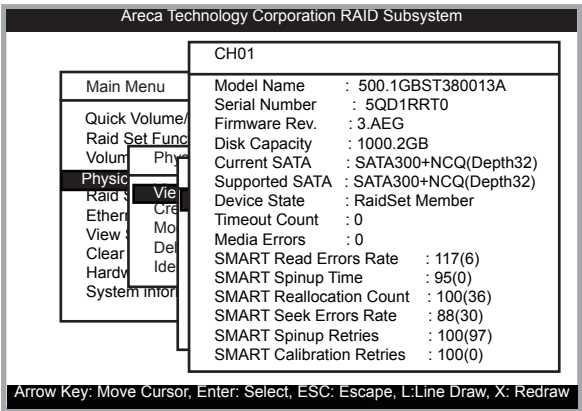 Areca Technology Corporation RAID Subsystem
CH01
Model Name : 500.1GBST380013A
Serial Number : 5QD1RRT0
Firmware Rev. : 3.AEG
Disk Capacity : 1000.2GB
Current SATA : SATA300+NCQ(Depth32)
Supported SATA : SATA300+NCQ(Depth32)
Device State : RaidSet Member
Timeout Count : 0
Media Errors : 0
SMART Read Errors Rate : 117(6)
SMART Spinup Time : 95(0)
SMART Reallocation Count : 100(36)
SMART Seek Errors Rate : 88(30)
SMART Spinup Retries : 100(97)
SMART Calibration Retries : 100(0)
Main Menu
Quick Volume/
Raid Set Func
Volum
Physic
Raid S
Ethern
View
Clear
Hardw
System Infor
Phy
Vie
Cre
Mo
Del
Ide
Arrow Key: Move Cursor, Enter: Select, ESC: Escape, L:Line Draw, X: Redraw